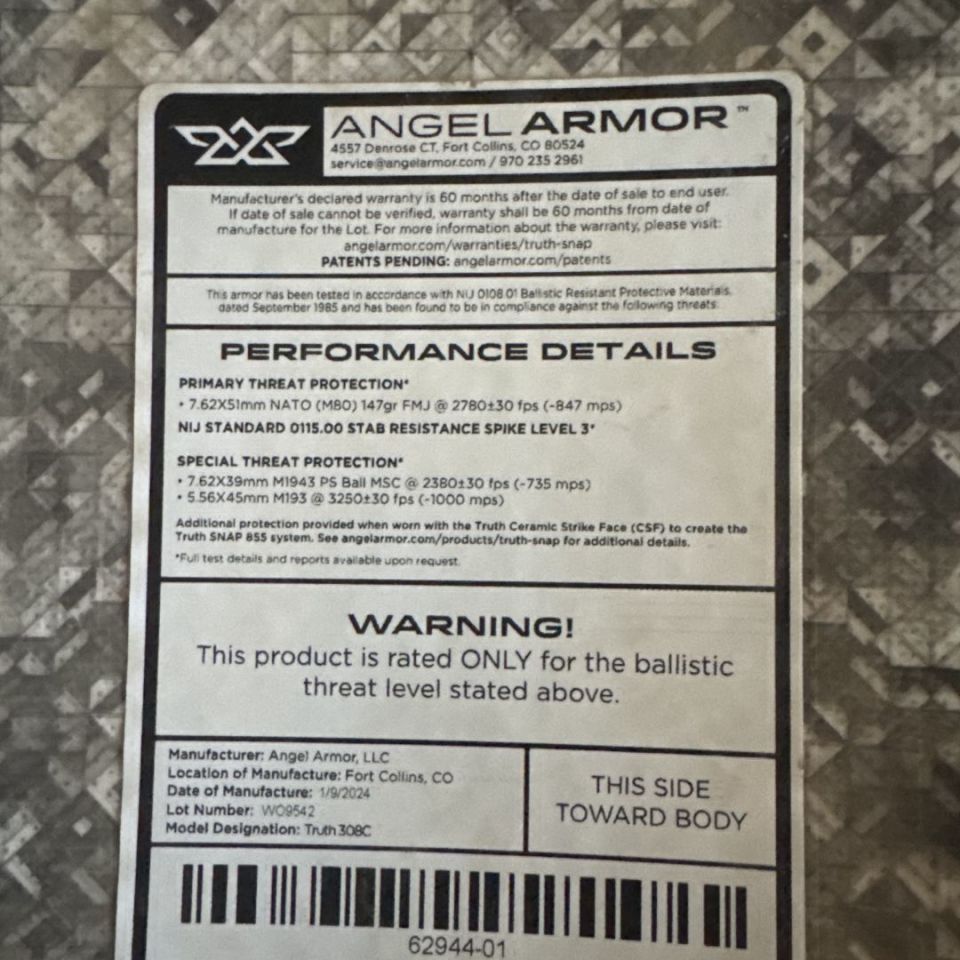 ANGEL ARMOR™
4557 Denrose CT, Fort Collins, CO 80524
service@angelarmor.com / 970 235 2961
Manufacturer's declared warranty is 60 months after the date of sale to end user.
If date of sale cannot be verified, warranty shall be 60 months from date of
manufacture for the Lot. For more information about the warranty, please visit:
angelarmor.com/warranties/truth-snap
PATENTS PENDING: angelarmor.com/patents
This armor has been tested in accordance with NIJ 0108.01 Ballistic Resistant Protective Materials,
dated September 1985 and has been found to be in compliance against the following threats:
PERFORMANCE DETAILS
PRIMARY THREAT PROTECTION*
• 7.62X51mm NATO (M80) 147gr FMJ @ 2780±30 fps (~847 mps)
NIJ STANDARD 0115.00 STAB RESISTANCE SPIKE LEVEL 3*
SPECIAL THREAT PROTECTION*
• 7.62X39mm M1943 PS Ball MSC @ 2380±30 fps (~735 mps)
• 5.56X45mm M193 @ 3250±30 fps (~1000 mps)
Additional protection provided when worn with the Truth Ceramic Strike Face (CSF) to create the
Truth SNAP 855 system. See angelarmor.com/products/truth-snap for additional details.
*Full test details and reports available upon request.
WARNING!
This product is rated ONLY for the ballistic
threat level stated above.
Manufacturer: Angel Armor, LLC
Location of Manufacture: Fort Collins, CO
Date of Manufacture: 1/9/2024
Lot Number: WO9542
Model Designation: Truth 308C
THIS SIDE
TOWARD BODY
62944-01